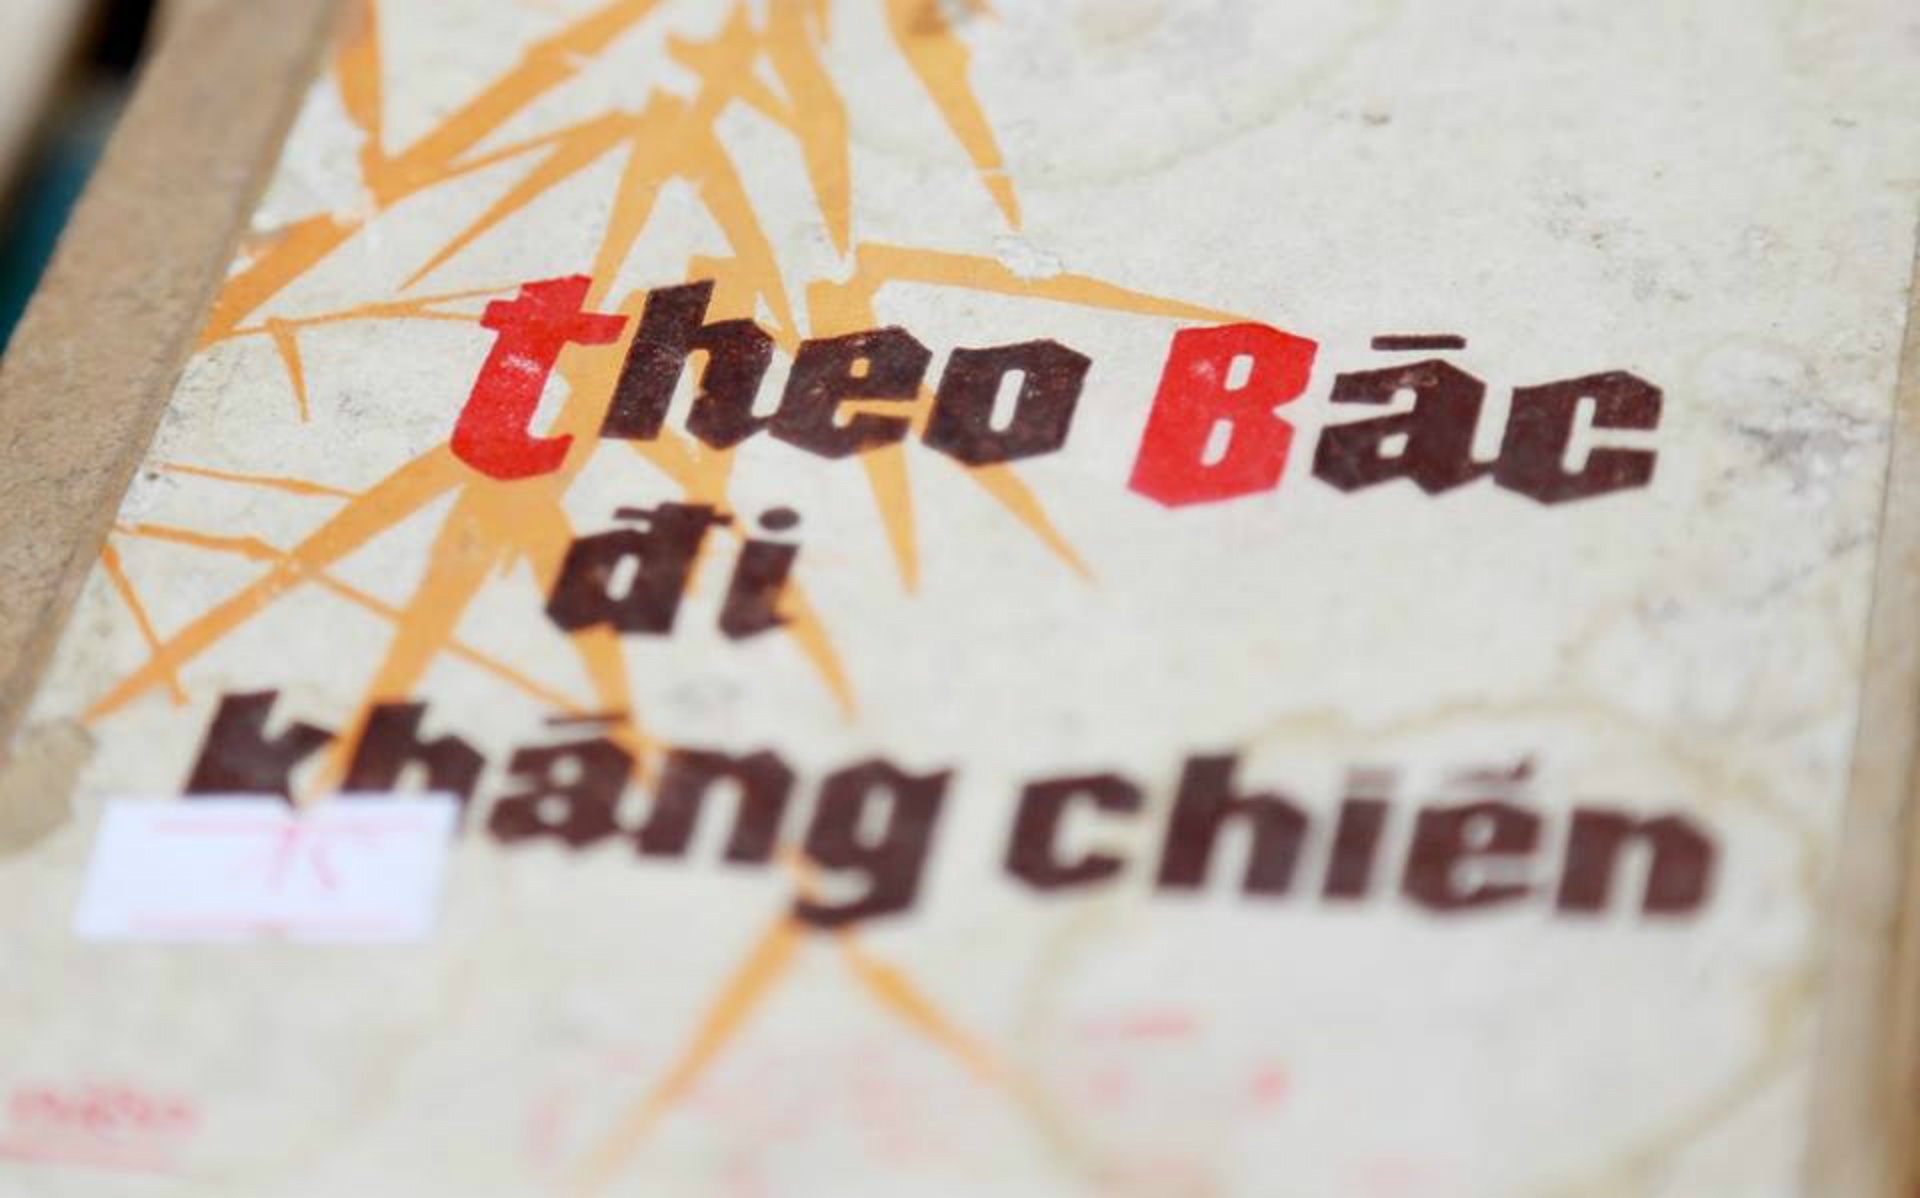 theo Bác
đi
kháng chiến